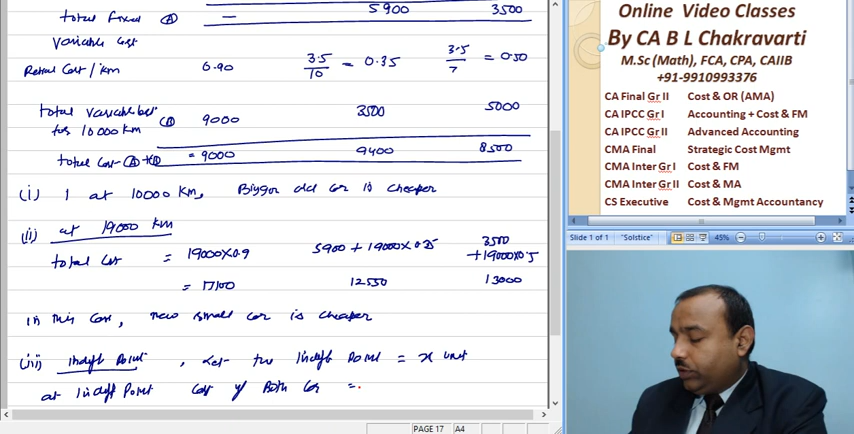 total fixed (A) — 5900 3500
Variable Cost
Retrul Cost/km 0.90 3.5/10 = 0.35 3.5/7 = 0.50
total variable cost (B) 9000 3500 5000
for 10000 km
total Cost (A)+(B) = 9000 9400 8500
(i) 1 at 10000 Km, Bigger old car is cheaper
(ii) at 19000 km
total Cost = 19000×0.9 5900 + 19000×0.35 3500 + 19000×0.5
= 17100 12550 13000
In this Case, new small car is cheaper
(iii) Indiff Point, Let the Indiff Point = x unit
at Indiff Point Cost of Both Car =
PAGE 17 A4
Online Video Classes
By CA B L Chakravarti
M.Sc (Math), FCA, CPA, CAIIB
+91-9910993376
CA Final Gr II Cost & OR (AMA)
CA IPCC Gr I Accounting + Cost & FM
CA IPCC Gr II Advanced Accounting
CMA Final Strategic Cost Mgmt
CMA Inter Gr I Cost & FM
CMA Inter Gr II Cost & MA
CS Executive Cost & Mgmt Accountancy
Slide 1 of 1 "Solstice" 45%